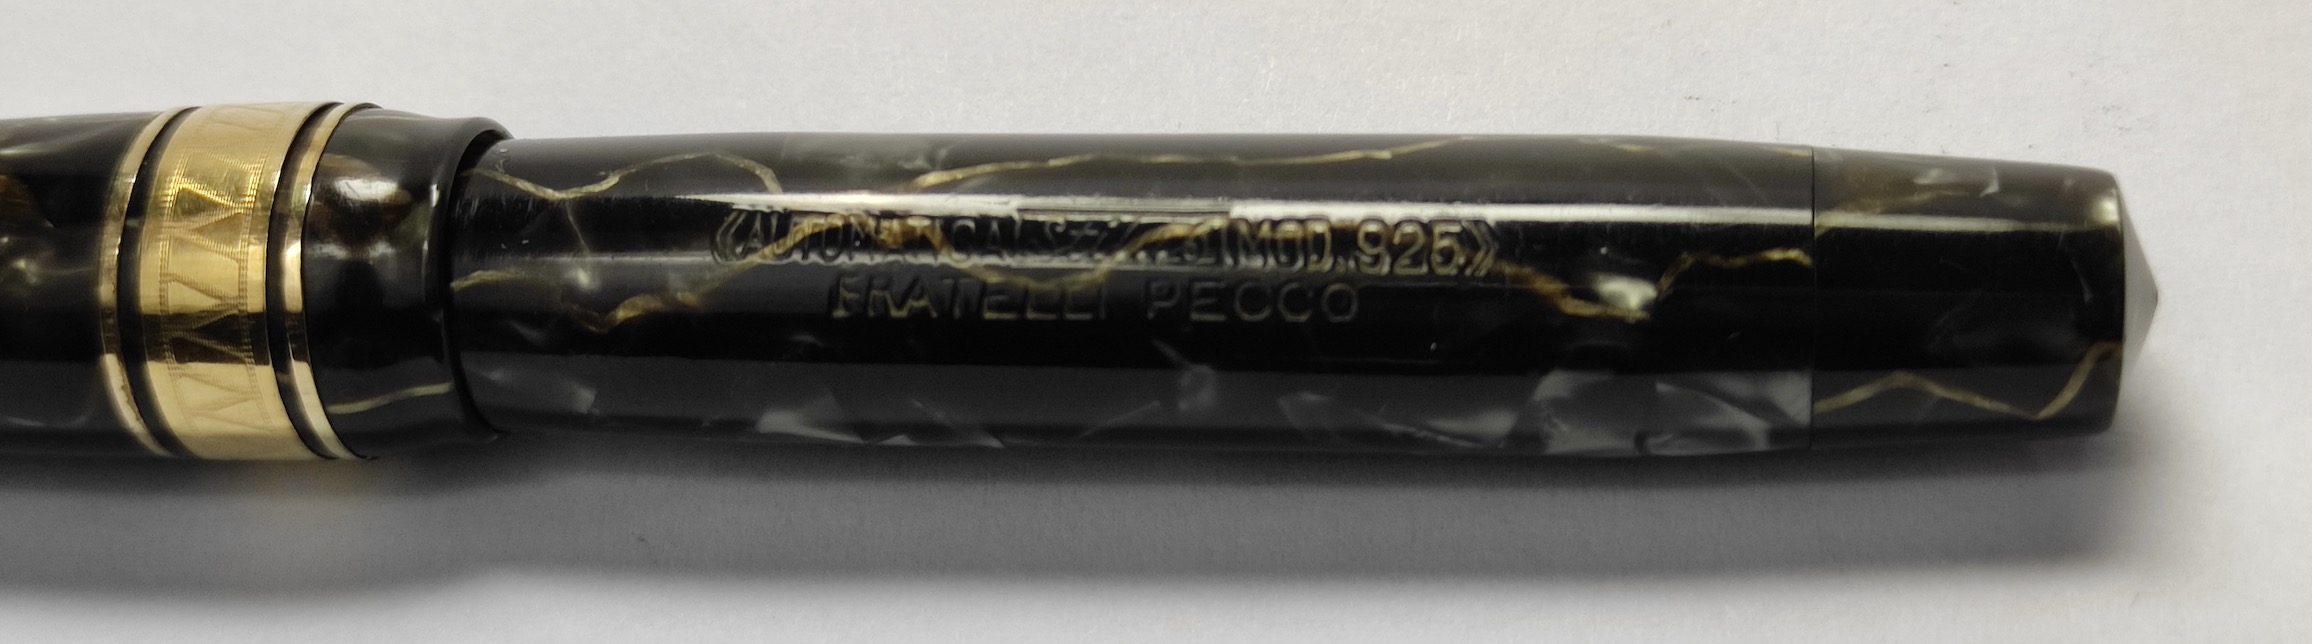 《AUTOMATICA MOD. 925》
FRATELLI PECCO